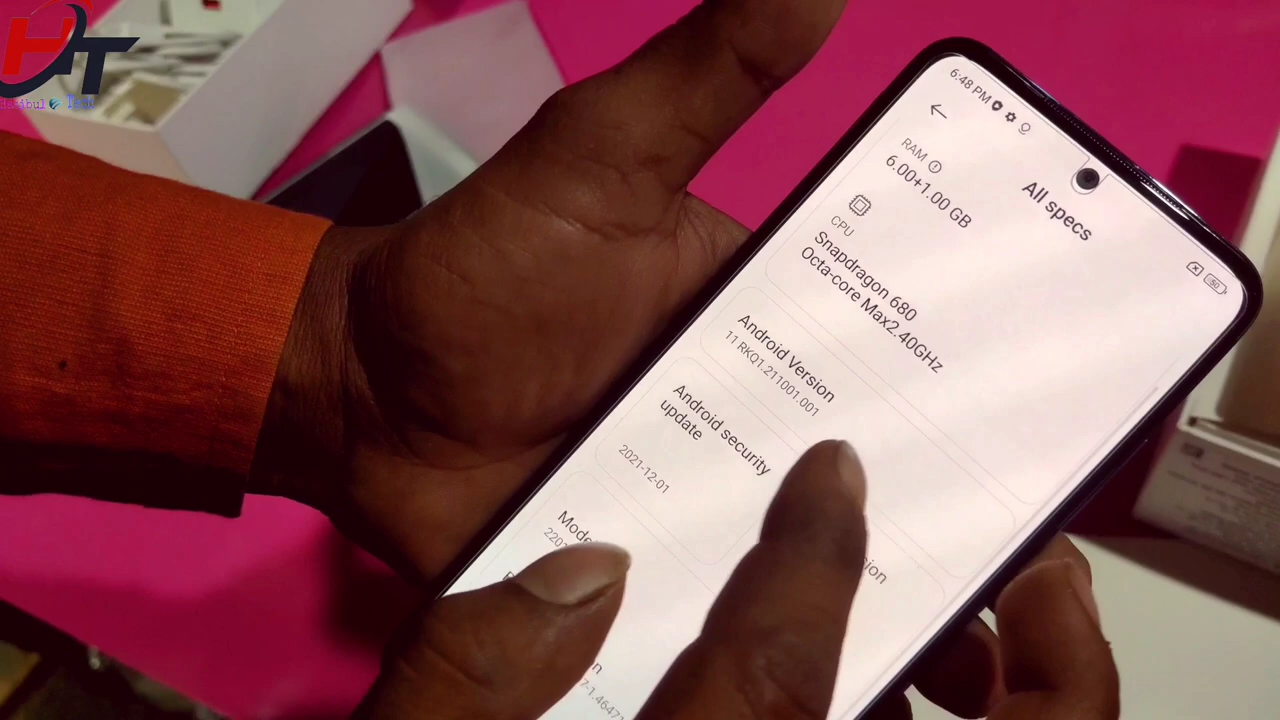 HT
6:48 PM
All specs
RAM
6.00+1.00 GB
CPU
Snapdragon 680
Octa-core Max2.40GHz
Android Version
11 RKQ1.211001.001
Android security
update
2021-12-01